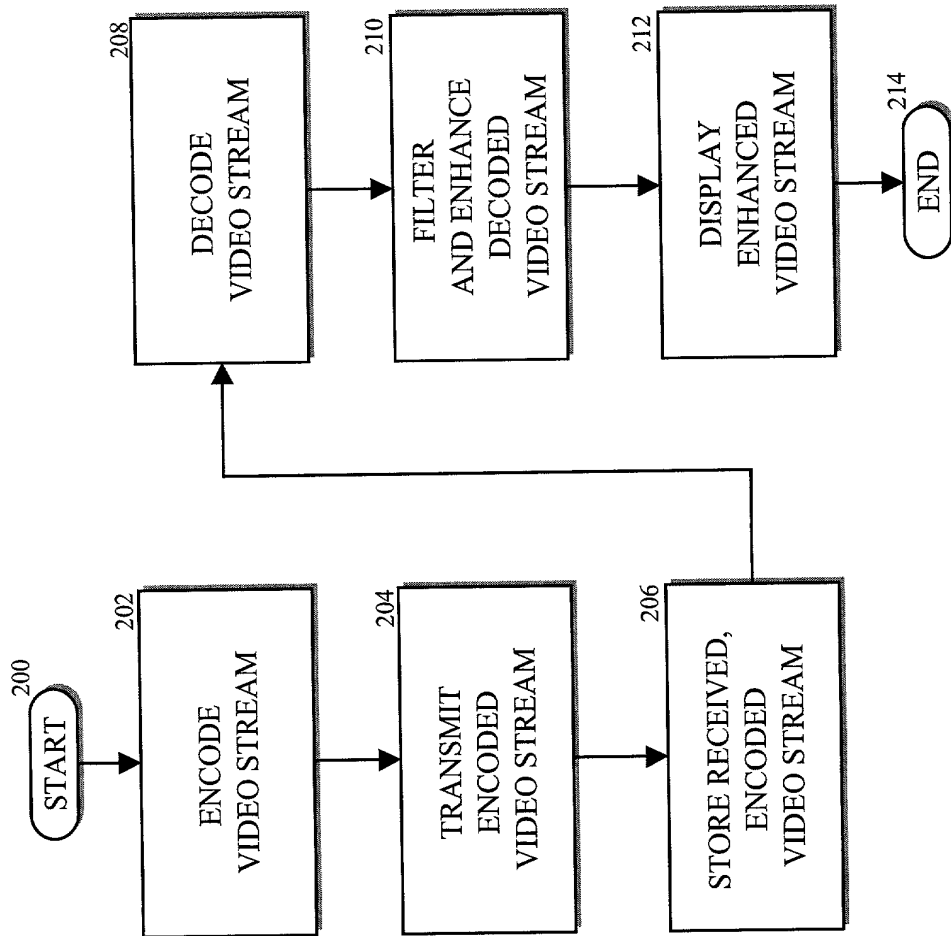 200
START
202
ENCODE
VIDEO STREAM
204
TRANSMIT
ENCODED
VIDEO STREAM
206
STORE RECEIVED,
ENCODED
VIDEO STREAM
208
DECODE
VIDEO STREAM
210
FILTER
AND ENHANCE
DECODED
VIDEO STREAM
212
DISPLAY
ENHANCED
VIDEO STREAM
214
END